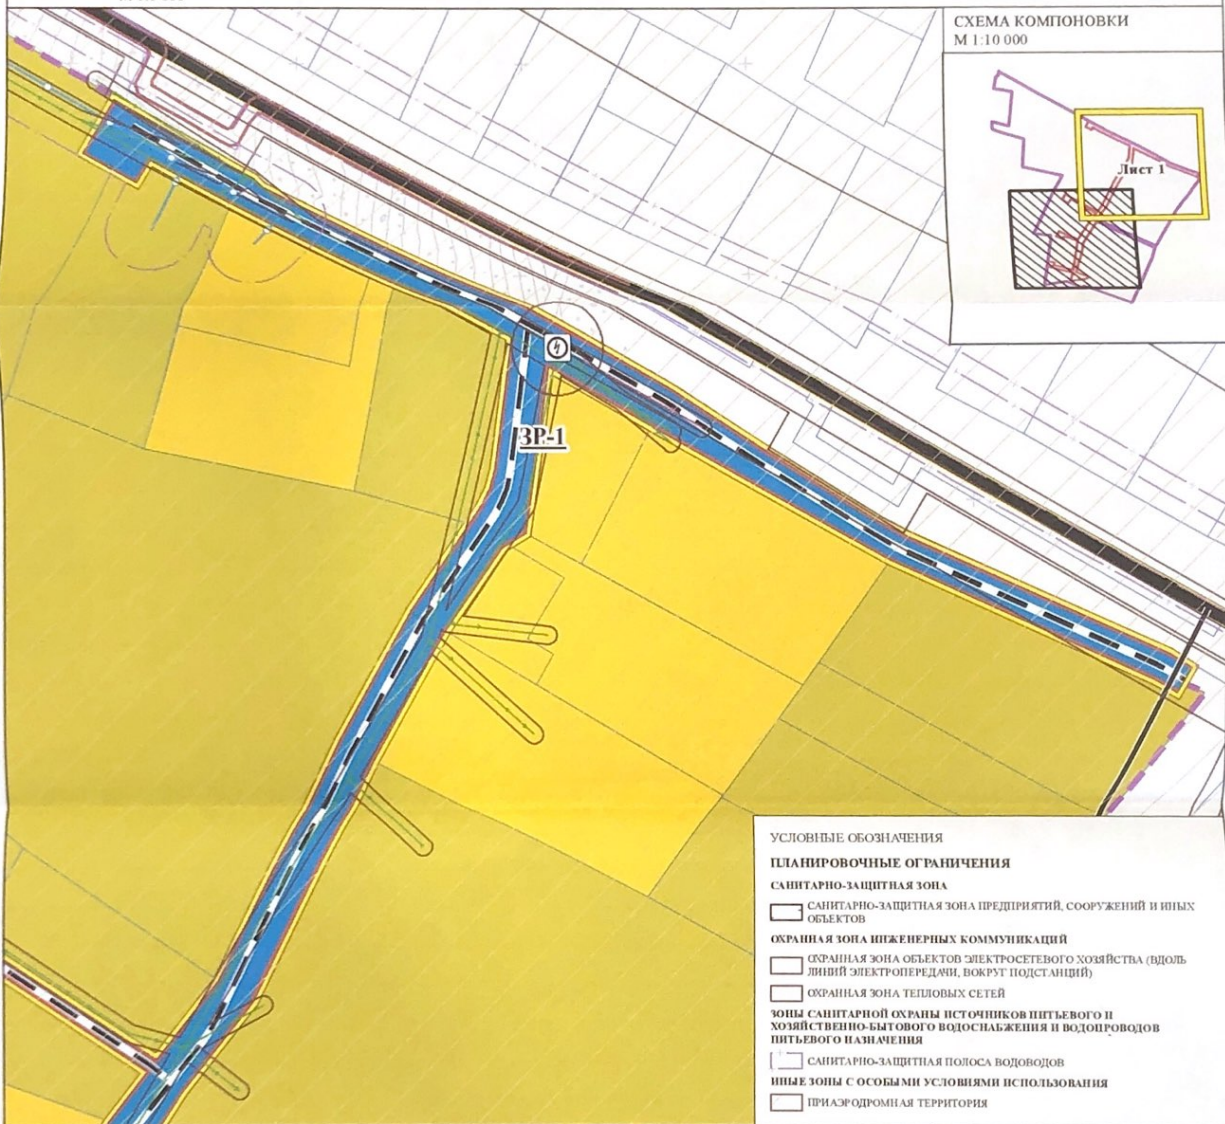 СХЕМА КОМПОНОВКИ
М 1:10 000
Лист 1
ЗР-1
УСЛОВНЫЕ ОБОЗНАЧЕНИЯ
ПЛАНИРОВОЧНЫЕ ОГРАНИЧЕНИЯ
САНИТАРНО-ЗАЩИТНАЯ ЗОНА
САНИТАРНО-ЗАЩИТНАЯ ЗОНА ПРЕДПРИЯТИЙ, СООРУЖЕНИЙ И ИНЫХ
ОБЪЕКТОВ
ОХРАННАЯ ЗОНА ИНЖЕНЕРНЫХ КОММУНИКАЦИЙ
ОХРАННАЯ ЗОНА ОБЪЕКТОВ ЭЛЕКТРОСЕТЕВОГО ХОЗЯЙСТВА (ВДОЛЬ
ЛИНИЙ ЭЛЕКТРОПЕРЕДАЧИ, ВОКРУГ ПОДСТАНЦИЙ)
ОХРАННАЯ ЗОНА ТЕПЛОВЫХ СЕТЕЙ
ЗОНЫ САНИТАРНОЙ ОХРАНЫ ИСТОЧНИКОВ ПИТЬЕВОГО И
ХОЗЯЙСТВЕННО-БЫТОВОГО ВОДОСНАБЖЕНИЯ И ВОДОПРОВОДОВ
ПИТЬЕВОГО НАЗНАЧЕНИЯ
САНИТАРНО-ЗАЩИТНАЯ ПОЛОСА ВОДОВОДОВ
ИНЫЕ ЗОНЫ С ОСОБЫМИ УСЛОВИЯМИ ИСПОЛЬЗОВАНИЯ
ПРИАЭРОДРОМНАЯ ТЕРРИТОРИЯ